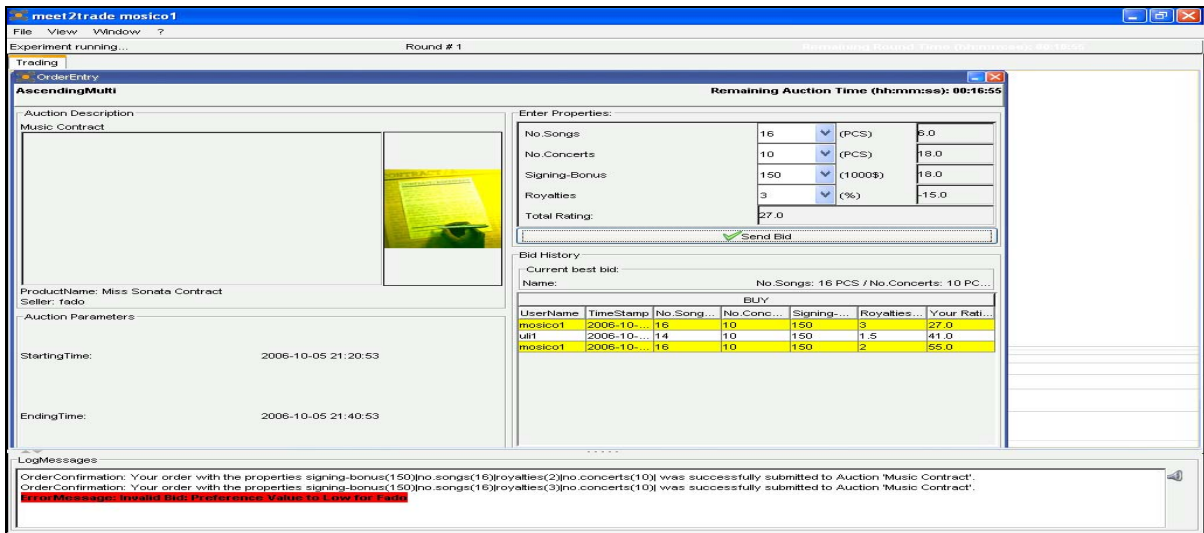 meet2trade mosico1
File View Window ?
Experiment running... Round # 1 Remaining Round Time (hh:mm:ss): 00:16:55
Trading
OrderEntry
AscendingMulti Remaining Auction Time (hh:mm:ss): 00:16:55
Auction Description
Music Contract
ProductName: Miss Sonata Contract
Seller: fado
Auction Parameters
StartingTime: 2006-10-05 21:20:53
EndingTime: 2006-10-05 21:40:53
Enter Properties:
No.Songs 16 (PCS) 6.0
No.Concerts 10 (PCS) 18.0
Signing-Bonus 150 (1000$) 18.0
Royalties 3 (%) -15.0
Total Rating: 27.0
Send Bid
Bid History
Current best bid:
Name: No.Songs: 16 PCS / No.Concerts: 10 PC...
BUY
UserName TimeStamp No.Song... No.Conc... Signing-... Royalties... Your Rati...
mosico1 2006-10-... 16 10 150 3 27.0
uli1 2006-10-... 14 10 150 1.5 41.0
mosico1 2006-10-... 16 10 150 2 55.0
LogMessages
OrderConfirmation: Your order with the properties signing-bonus(150)|no.songs(16)|royalties(2)|no.concerts(10)| was successfully submitted to Auction 'Music Contract'.
OrderConfirmation: Your order with the properties signing-bonus(150)|no.songs(16)|royalties(3)|no.concerts(10)| was successfully submitted to Auction 'Music Contract'.
ErrorMessage: Invalid Bid: Preference Value to Low for Fado